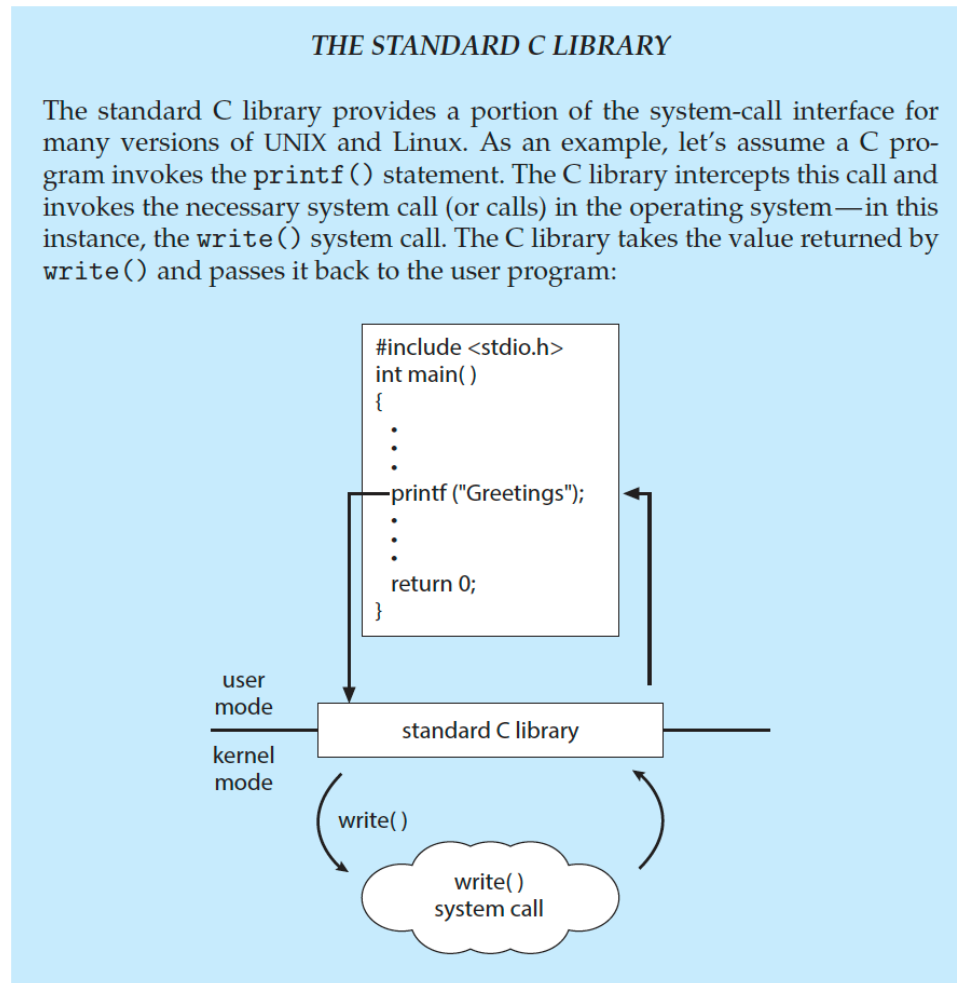 THE STANDARD C LIBRARY
The standard C library provides a portion of the system-call interface for
many versions of UNIX and Linux. As an example, let's assume a C pro-
gram invokes the printf() statement. The C library intercepts this call and
invokes the necessary system call (or calls) in the operating system—in this
instance, the write() system call. The C library takes the value returned by
write() and passes it back to the user program:
#include <stdio.h>
int main( )
{
•
•
•
printf ("Greetings");
•
•
•
return 0;
}
user
mode
standard C library
kernel
mode
write( )
write( )
system call